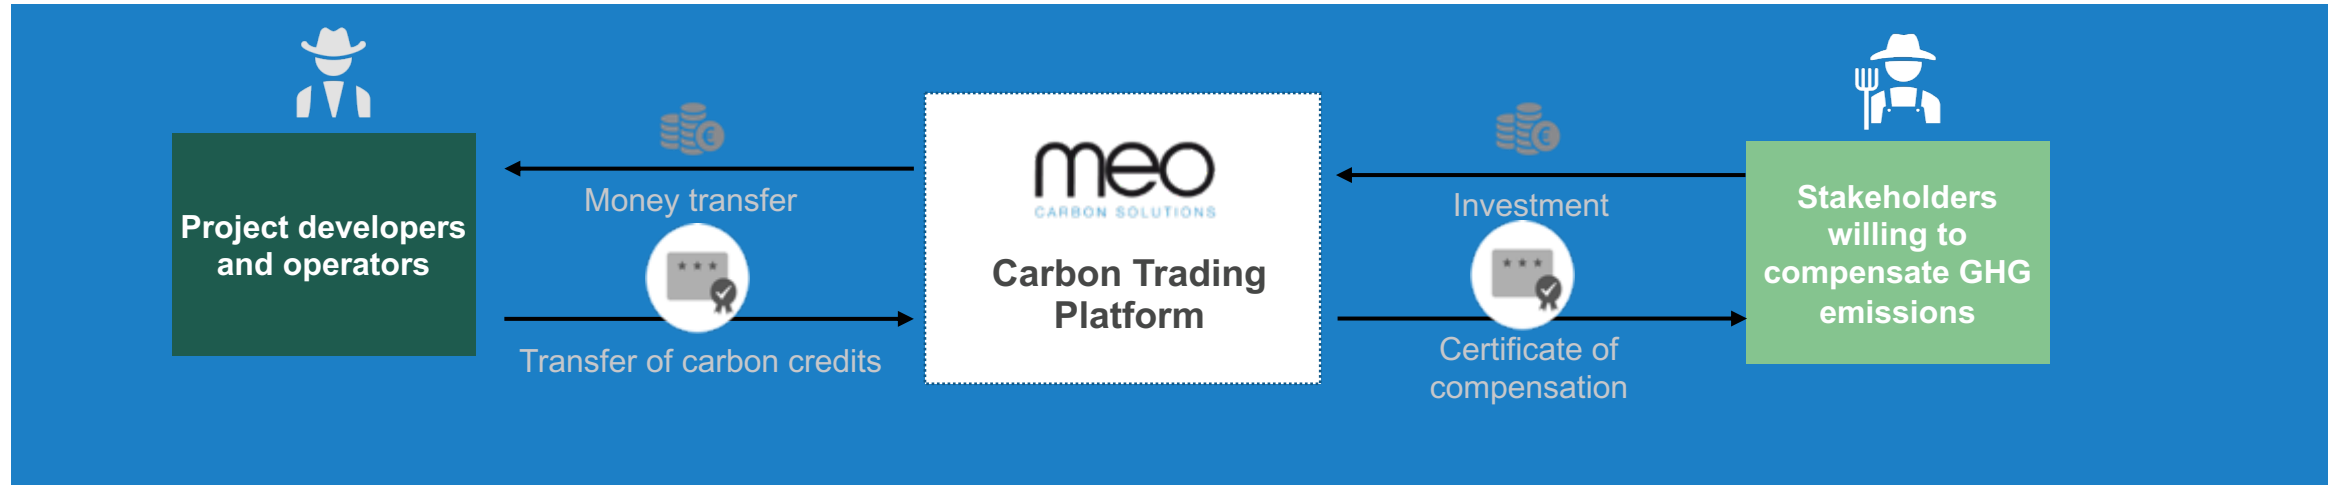 Project developers
and operators
Money transfer
Transfer of carbon credits
meo
CARBON SOLUTIONS
Carbon Trading
Platform
Investment
Certificate of
compensation
Stakeholders
willing to
compensate GHG
emissions